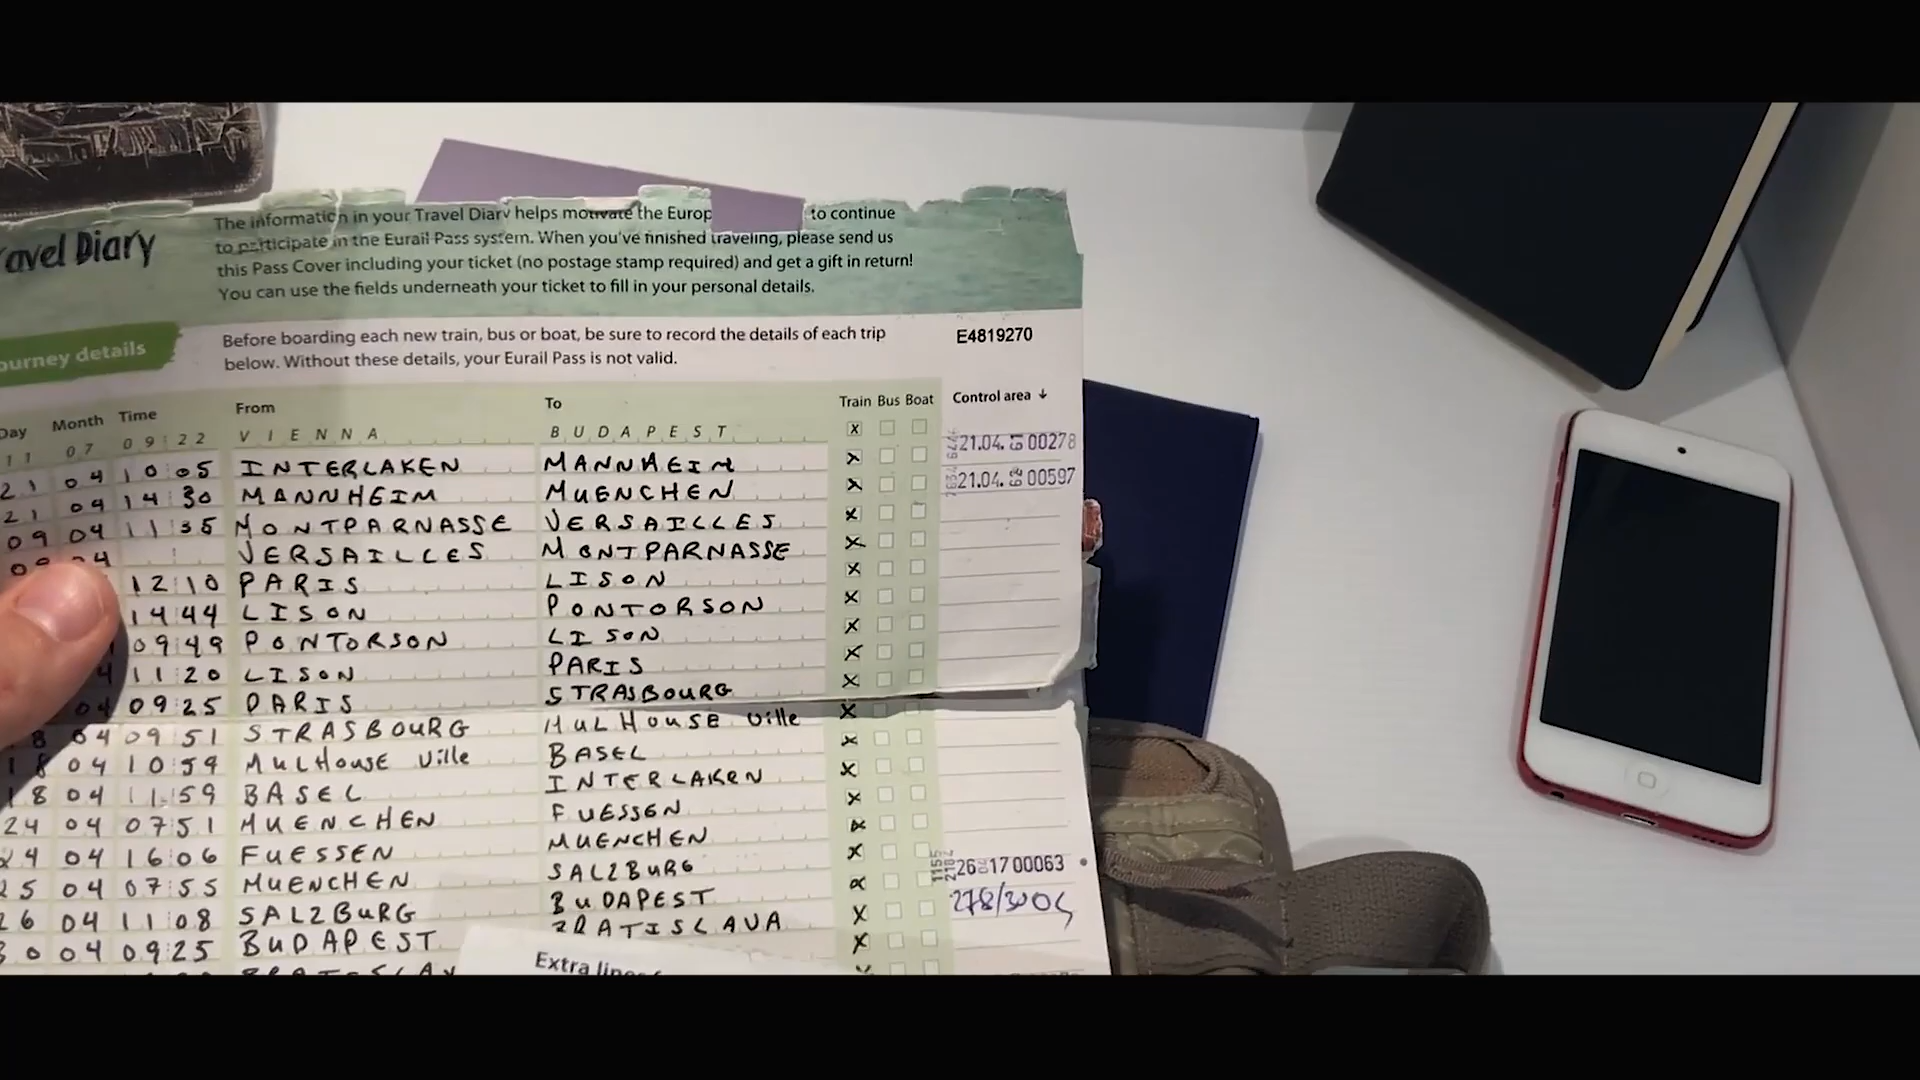 avel Diary
The information in your Travel Diary helps motivate the Europ to continue
to participate in the Eurail Pass system. When you've finished traveling, please send us
this Pass Cover including your ticket (no postage stamp required) and get a gift in return!
You can use the fields underneath your ticket to fill in your personal details.
ourney details
Before boarding each new train, bus or boat, be sure to record the details of each trip
below. Without these details, your Eurail Pass is not valid.
E4819270
Day Month Time From To Train Bus Boat Control area ↓
11 07 09:22 VIENNA BUDAPEST x
21 04 10:05 INTERLAKEN MANNHEIM x 21.04. 00278
21 04 14:30 MANNHEIM MUENCHEN x 21.04. 00597
09 04 11:35 MONTPARNASSE VERSAILLES x
VERSAILLES MONTPARNASSE x
12:10 PARIS LISON x
14:44 LISON PONTORSON x
09:49 PONTORSON LISON x
4 11:20 LISON PARIS x
04 09:25 PARIS STRASBOURG x
8 04 09:51 STRASBOURG MULHOUSE Ville x
18 04 10:59 MULHOUSE Ville BASEL x
18 04 11:59 BASEL INTERLAKEN x
24 04 07:51 MUENCHEN FUESSEN x
24 04 16:06 FUESSEN MUENCHEN x
25 04 07:55 MUENCHEN SALZBURG x 26 17 00063
26 04 11:08 SALZBURG BUDAPEST x
30 04 09:25 BUDAPEST BRATISLAVA x
Extra lines